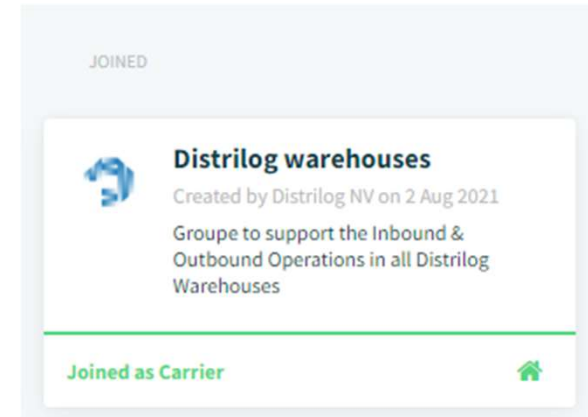 JOINED
Distrilog warehouses
Created by Distrilog NV on 2 Aug 2021
Groupe to support the Inbound &
Outbound Operations in all Distrilog
Warehouses
Joined as Carrier